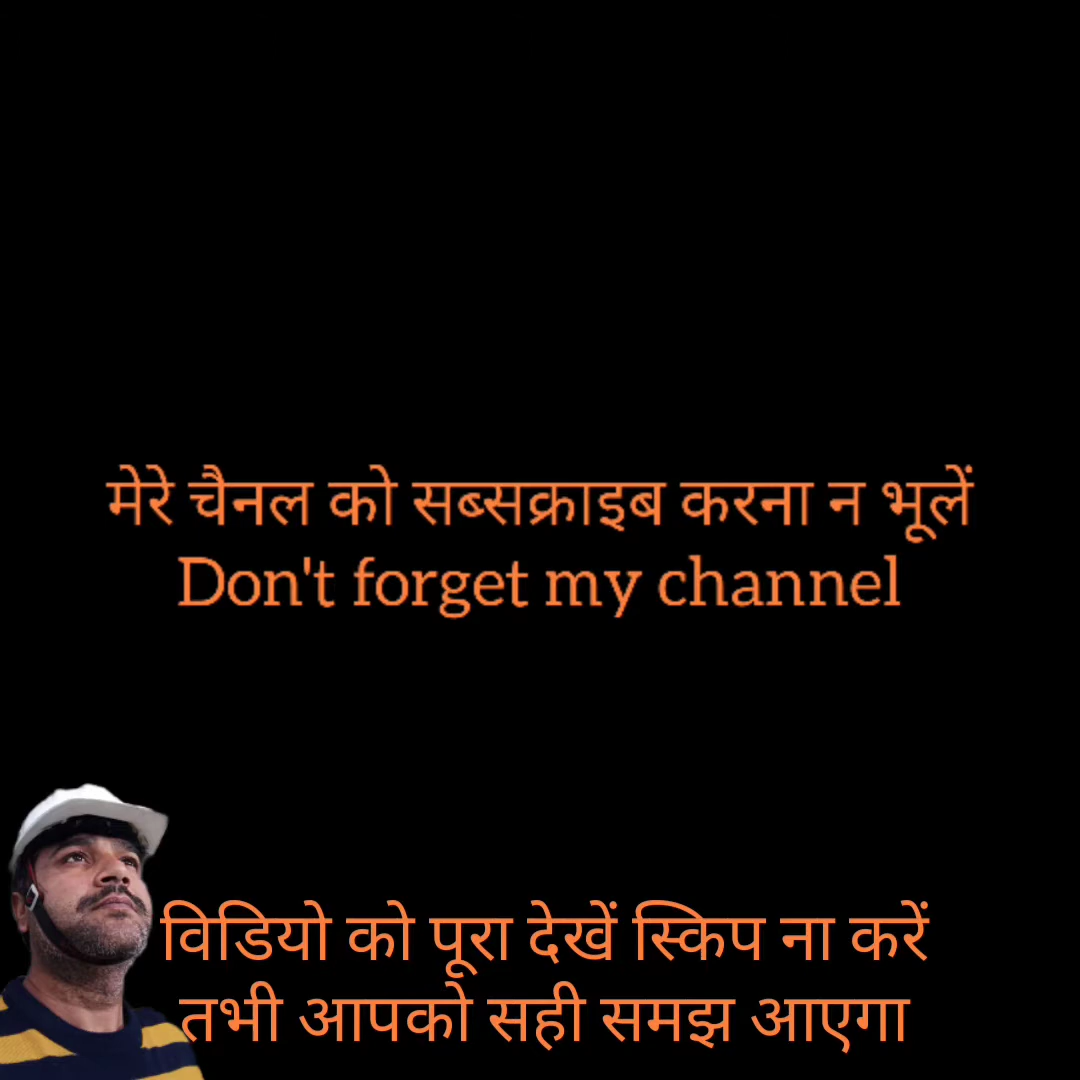 मेरे चैनल को सब्सक्राइब करना न भूलें
Don't forget my channel
विडियो को पूरा देखें स्किप ना करें
तभी आपको सही समझ आएगा